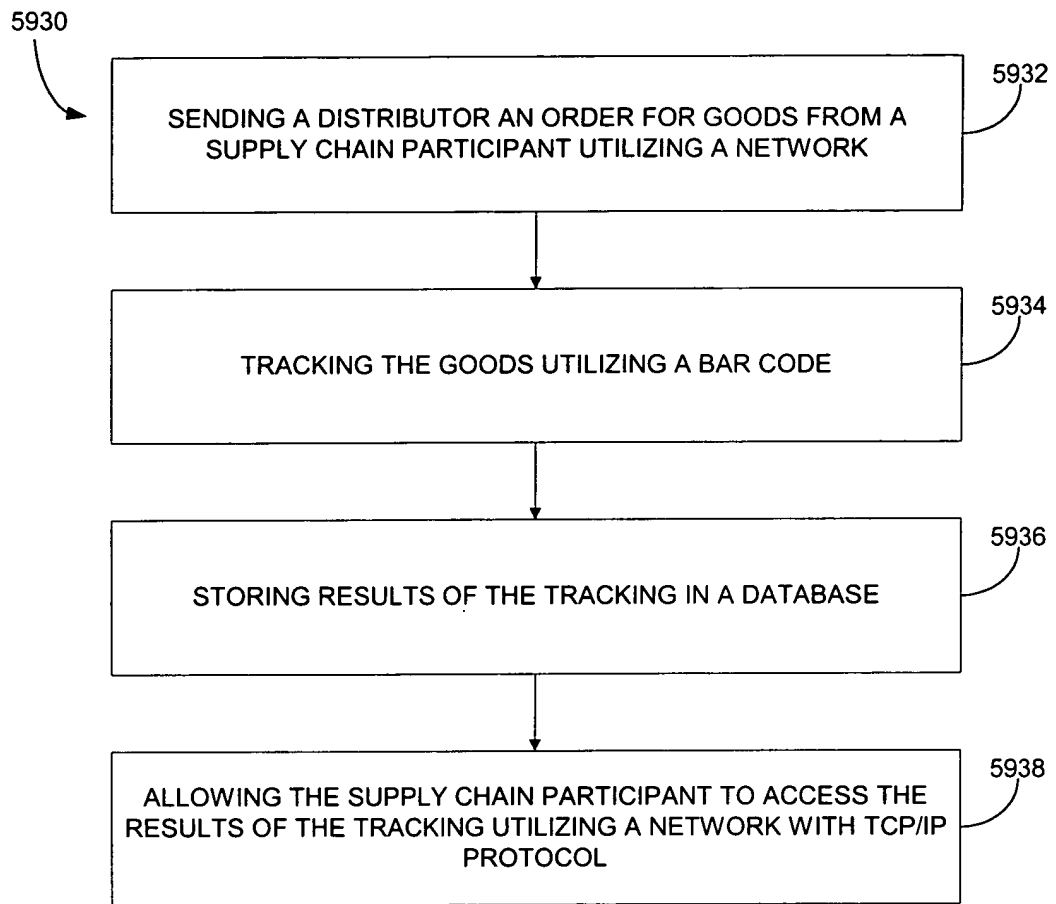 5930
5932
SENDING A DISTRIBUTOR AN ORDER FOR GOODS FROM A
SUPPLY CHAIN PARTICIPANT UTILIZING A NETWORK
5934
TRACKING THE GOODS UTILIZING A BAR CODE
5936
STORING RESULTS OF THE TRACKING IN A DATABASE
5938
ALLOWING THE SUPPLY CHAIN PARTICIPANT TO ACCESS THE
RESULTS OF THE TRACKING UTILIZING A NETWORK WITH TCP/IP
PROTOCOL